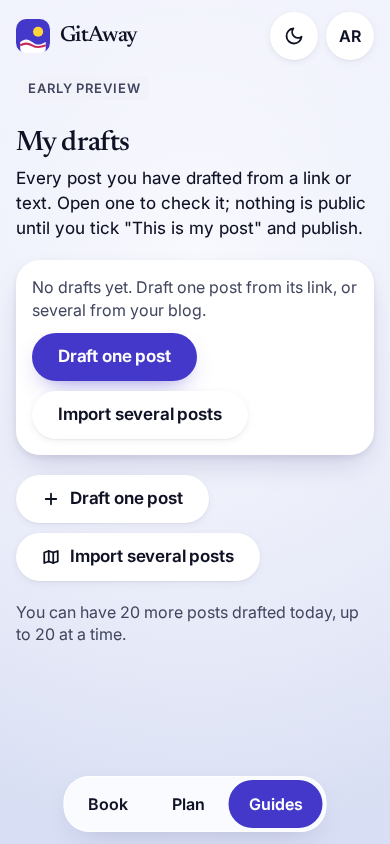 GitAway
AR
EARLY PREVIEW
My drafts
Every post you have drafted from a link or
text. Open one to check it; nothing is public
until you tick "This is my post" and publish.
No drafts yet. Draft one post from its link, or
several from your blog.
Draft one post
Import several posts
Draft one post
Import several posts
You can have 20 more posts drafted today, up
to 20 at a time.
Book Plan Guides